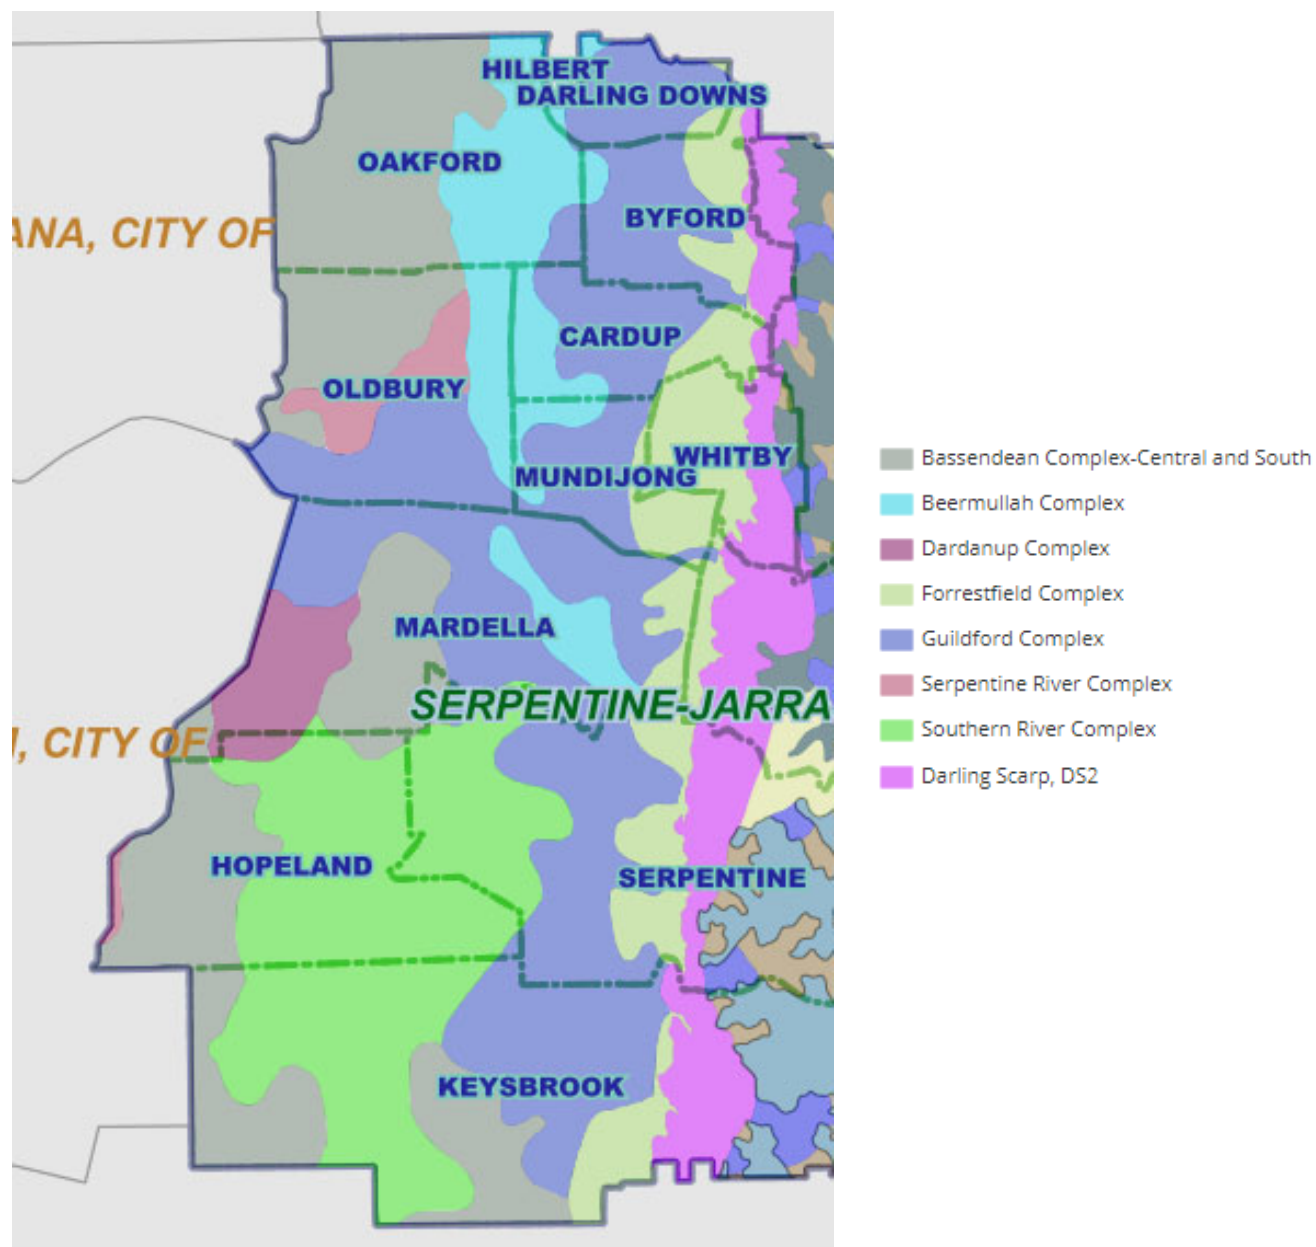 HILBERT
DARLING DOWNS
OAKFORD
ANA, CITY OF
BYFORD
CARDUP
OLDBURY
WHITBY
MUNDIJONG
MARDELLA
SERPENTINE-JARRA
, CITY OF
HOPELAND
SERPENTINE
KEYSBROOK
Bassendean Complex-Central and South
Beermullah Complex
Dardanup Complex
Forrestfield Complex
Guildford Complex
Serpentine River Complex
Southern River Complex
Darling Scarp, DS2